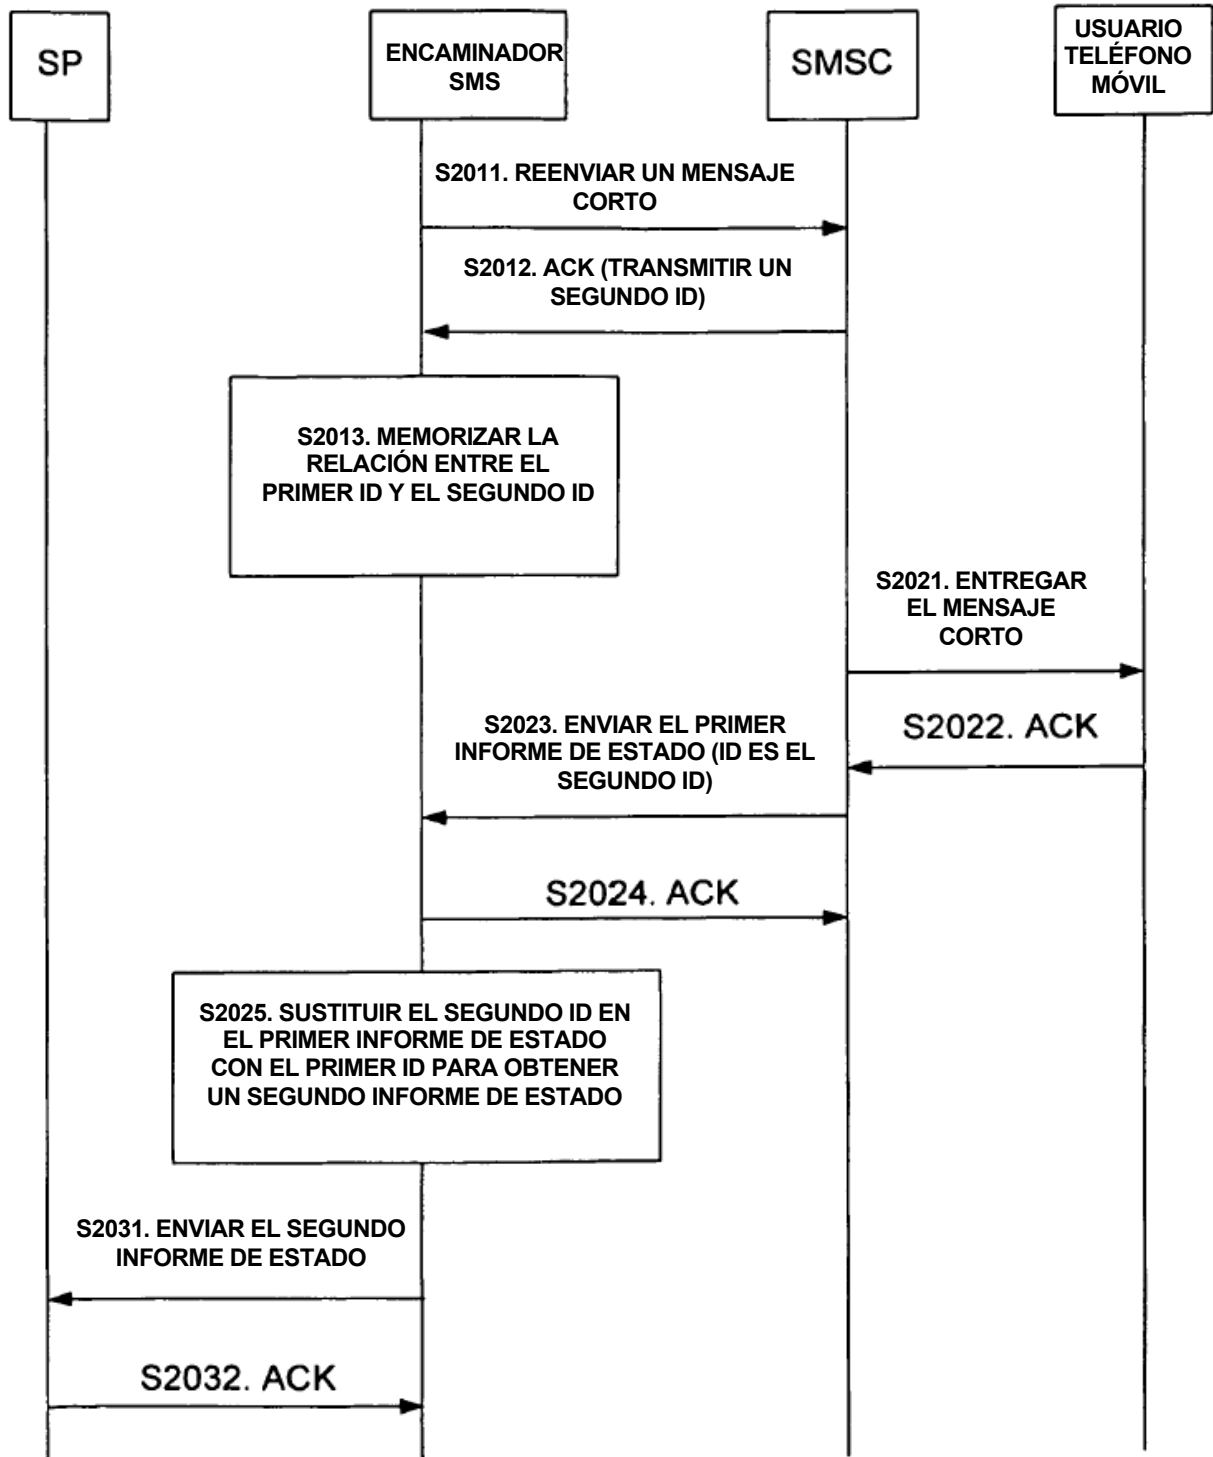 SP
ENCAMINADOR
SMS
SMSC
USUARIO
TELÉFONO
MÓVIL
S2011. REENVIAR UN MENSAJE
CORTO
S2012. ACK (TRANSMITIR UN
SEGUNDO ID)
S2013. MEMORIZAR LA
RELACIÓN ENTRE EL
PRIMER ID Y EL SEGUNDO ID
S2021. ENTREGAR
EL MENSAJE
CORTO
S2022. ACK
S2023. ENVIAR EL PRIMER
INFORME DE ESTADO (ID ES EL
SEGUNDO ID)
S2024. ACK
S2025. SUSTITUIR EL SEGUNDO ID EN
EL PRIMER INFORME DE ESTADO
CON EL PRIMER ID PARA OBTENER
UN SEGUNDO INFORME DE ESTADO
S2031. ENVIAR EL SEGUNDO
INFORME DE ESTADO
S2032. ACK